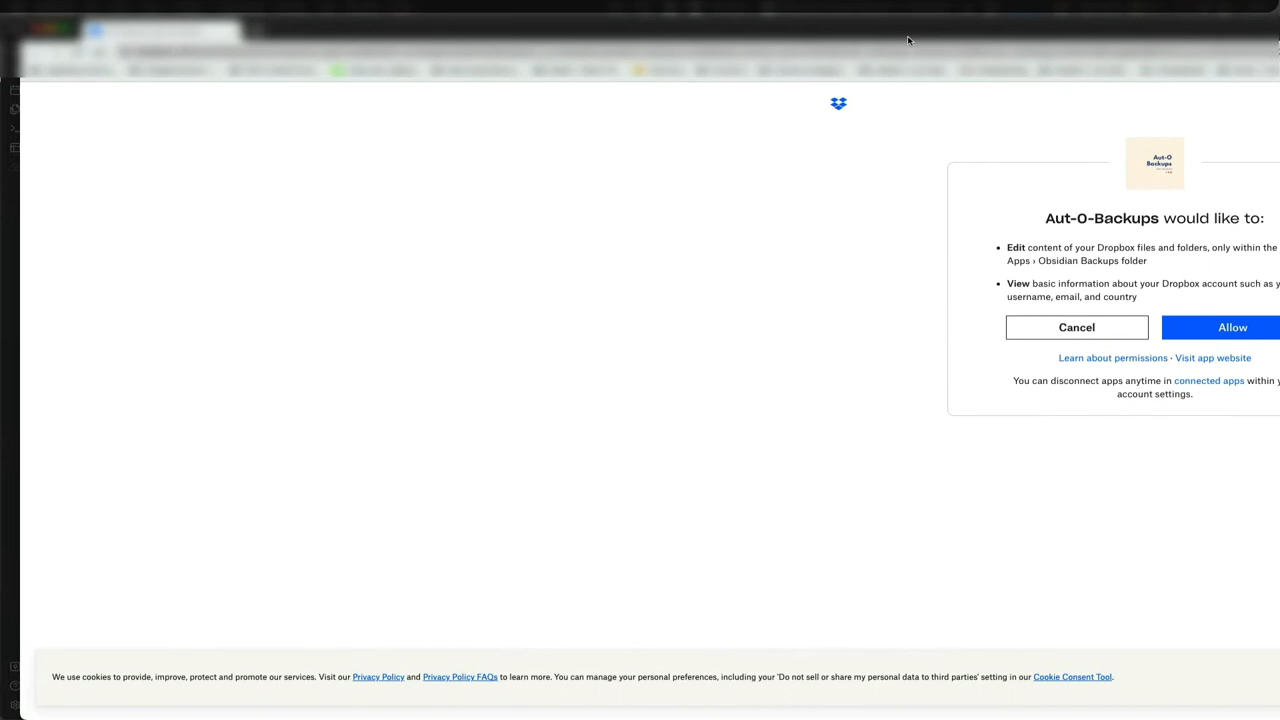 Aut-O
Backups
Aut-O-Backups would like to:
• Edit content of your Dropbox files and folders, only within the
Apps › Obsidian Backups folder
• View basic information about your Dropbox account such as y
username, email, and country
Cancel
Allow
Learn about permissions · Visit app website
You can disconnect apps anytime in connected apps within y
account settings.
We use cookies to provide, improve, protect and promote our services. Visit our Privacy Policy and Privacy Policy FAQs to learn more. You can manage your personal preferences, including your 'Do not sell or share my personal data to third parties' setting in our Cookie Consent Tool.